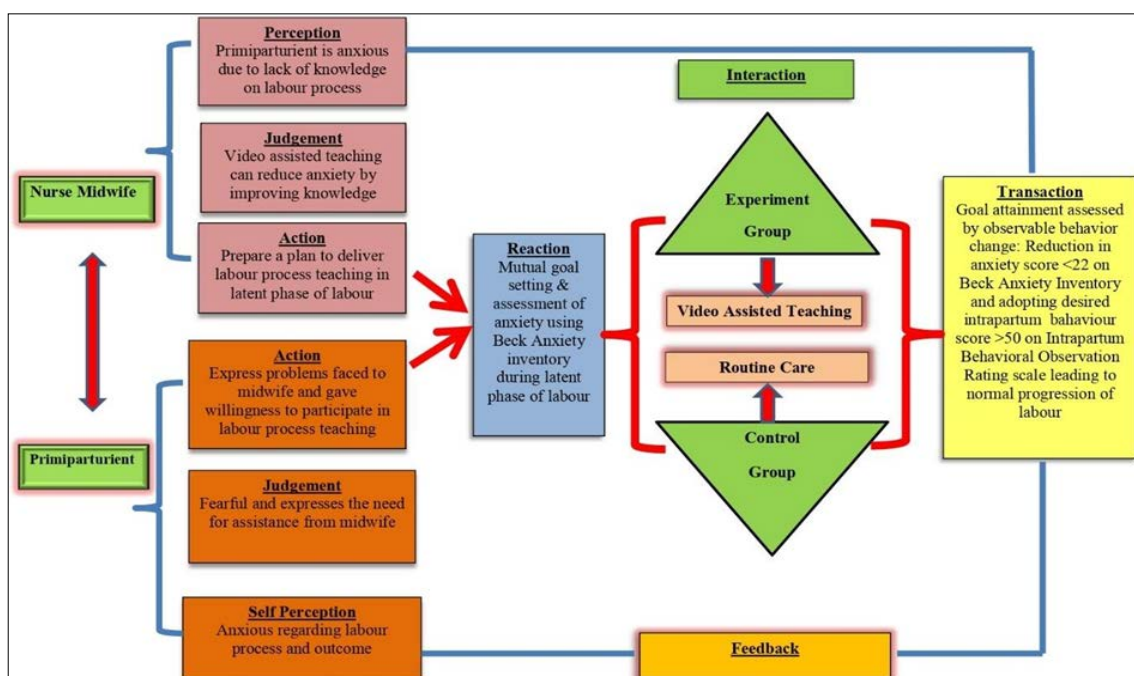 Perception
Primiparturient is anxious
due to lack of knowledge
on labour process
Judgement
Video assisted teaching
can reduce anxiety by
improving knowledge
Nurse Midwife
Action
Prepare a plan to deliver
labour process teaching in
latent phase of labour
Action
Express problems faced to
midwife and gave
willingness to participate in
labour process teaching
Primiparturient
Judgement
Fearful and expresses the need
for assistance from midwife
Self Perception
Anxious regarding labour
process and outcome
Reaction
Mutual goal
setting &
assessment of
anxiety using
Beck Anxiety
inventory
during latent
phase of labour
Interaction
Experiment
Group
Video Assisted Teaching
Routine Care
Control
Group
Transaction
Goal attainment assessed
by observable behavior
change: Reduction in
anxiety score <22 on
Beck Anxiety Inventory
and adopting desired
intrapartum bahaviour
score >50 on Intrapartum
Behavioral Observation
Rating scale leading to
normal progression of
labour
Feedback